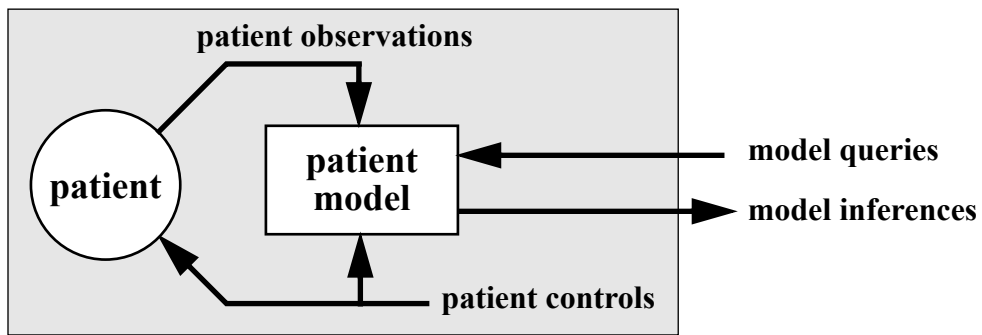 patient observations
patient
patient
model
model queries
model inferences
patient controls